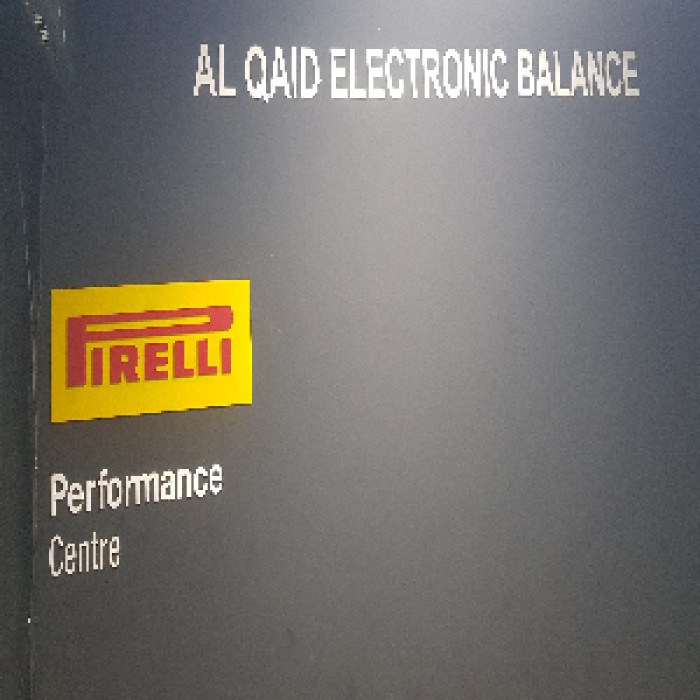 AL QAID ELECTRONIC BALANCE
PIRELLI
Performance
Centre